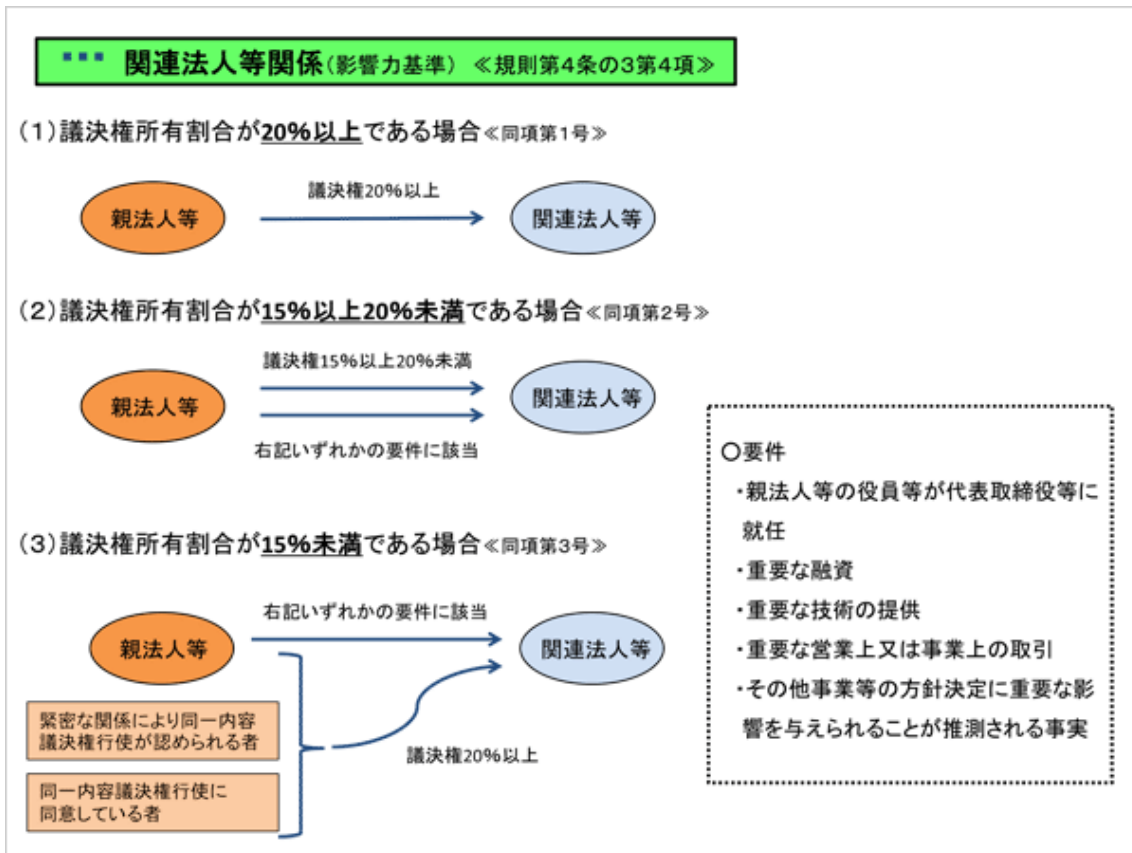 関連法人等関係(影響力基準) ≪規則第4条の3第4項≫
(1)議決権所有割合が20%以上である場合≪同項第1号≫
議決権20%以上
親法人等
関連法人等
(2)議決権所有割合が15%以上20%未満である場合≪同項第2号≫
議決権15%以上20%未満
親法人等
関連法人等
右記いずれかの要件に該当
(3)議決権所有割合が15%未満である場合≪同項第3号≫
右記いずれかの要件に該当
親法人等
関連法人等
緊密な関係により同一内容
議決権行使が認められる者
議決権20%以上
同一内容議決権行使に
同意している者
〇要件
・親法人等の役員等が代表取締役等に
就任
・重要な融資
・重要な技術の提供
・重要な営業上又は事業上の取引
・その他事業等の方針決定に重要な影
響を与えられることが推測される事実